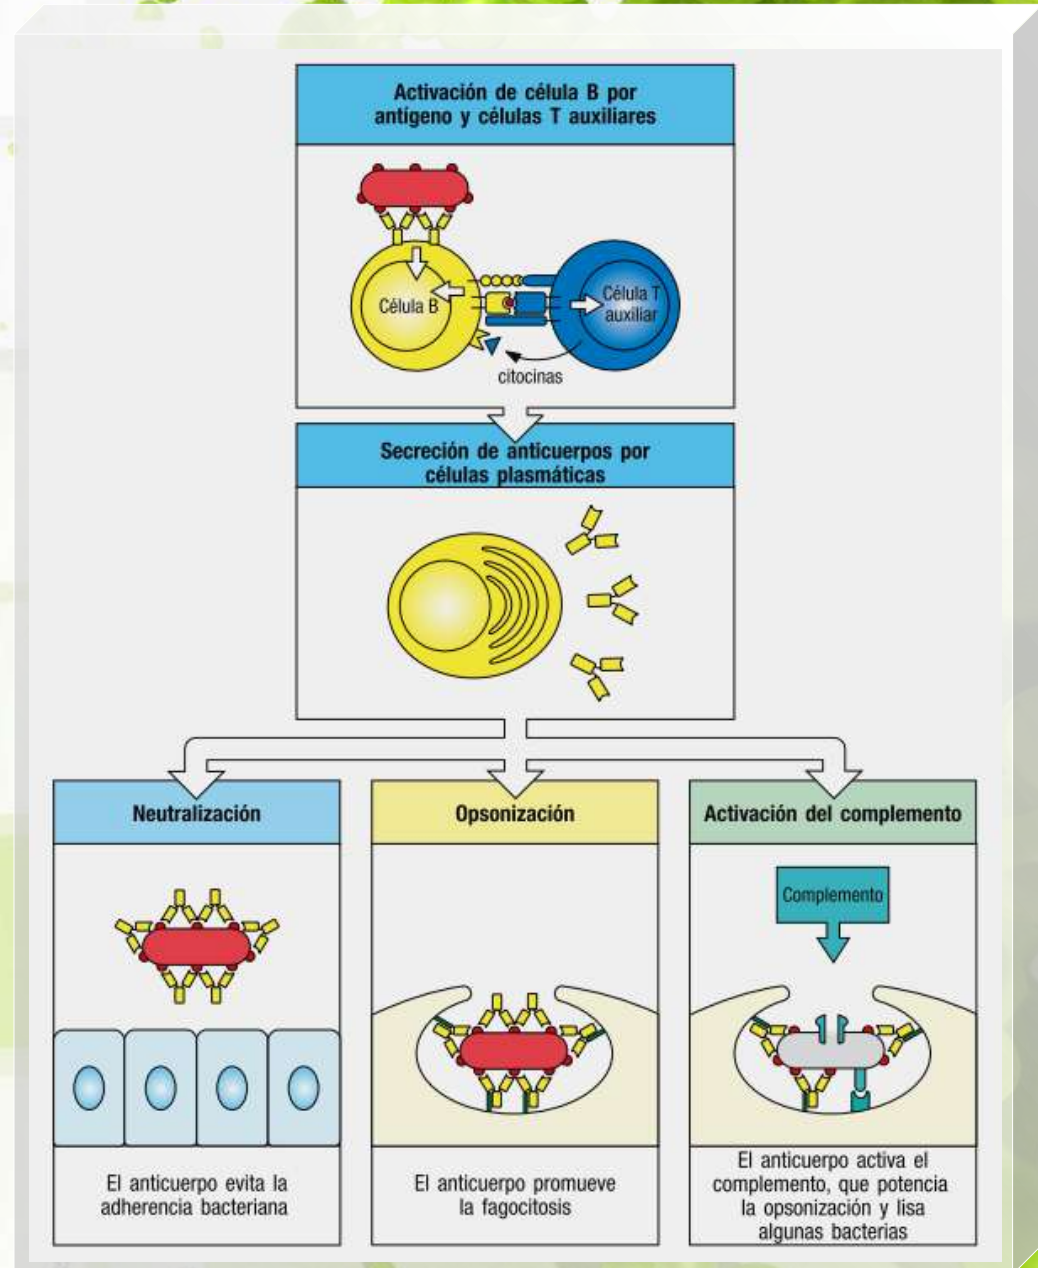 Activación de célula B por
antígeno y células T auxiliares
Célula B
Célula T
auxiliar
citocinas
Secreción de anticuerpos por
células plasmáticas
Neutralización
El anticuerpo evita la
adherencia bacteriana
Opsonización
El anticuerpo promueve
la fagocitosis
Activación del complemento
Complemento
El anticuerpo activa el
complemento, que potencia
la opsonización y lisa
algunas bacterias